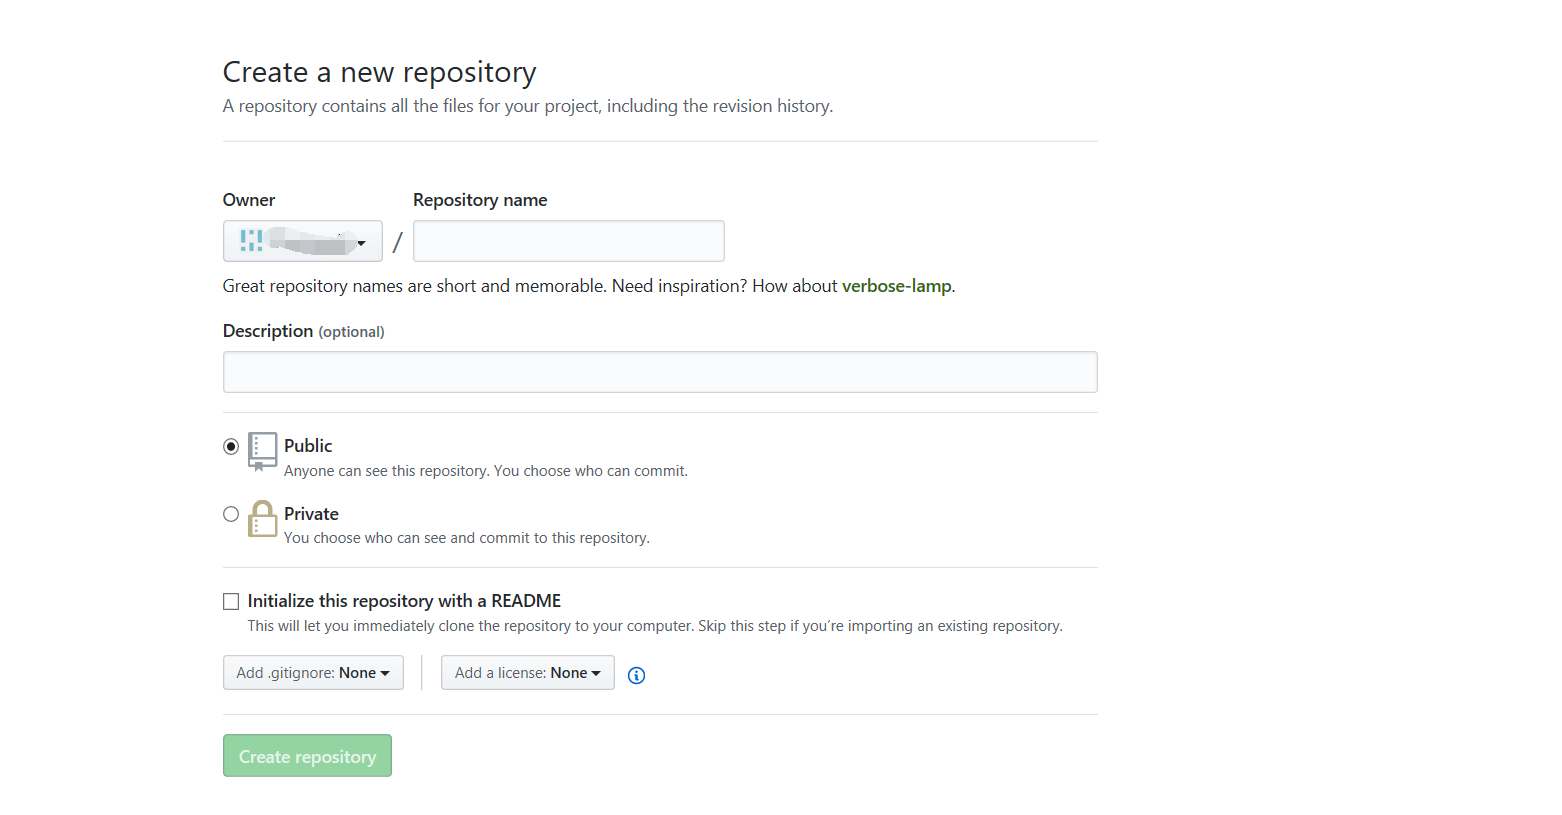 Create a new repository
A repository contains all the files for your project, including the revision history.
Owner
Repository name
/
Great repository names are short and memorable. Need inspiration? How about verbose-lamp.
Description (optional)
Public
Anyone can see this repository. You choose who can commit.
Private
You choose who can see and commit to this repository.
Initialize this repository with a README
This will let you immediately clone the repository to your computer. Skip this step if you’re importing an existing repository.
Add .gitignore: None
Add a license: None
Create repository